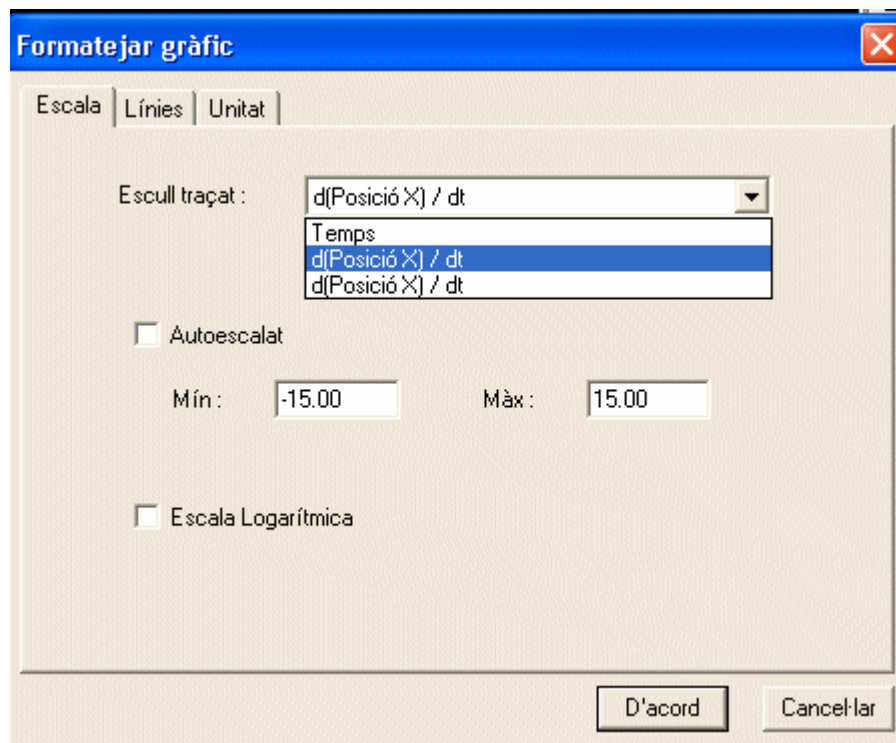 Formatejar gràfic
Escala Línies Unitat
Escull traçat : d(Posició X) / dt
Temps
d(Posició X) / dt
d(Posició X) / dt
Autoescalat
Mín : -15.00 Màx : 15.00
Escala Logarítmica
D'acord Cancel·lar